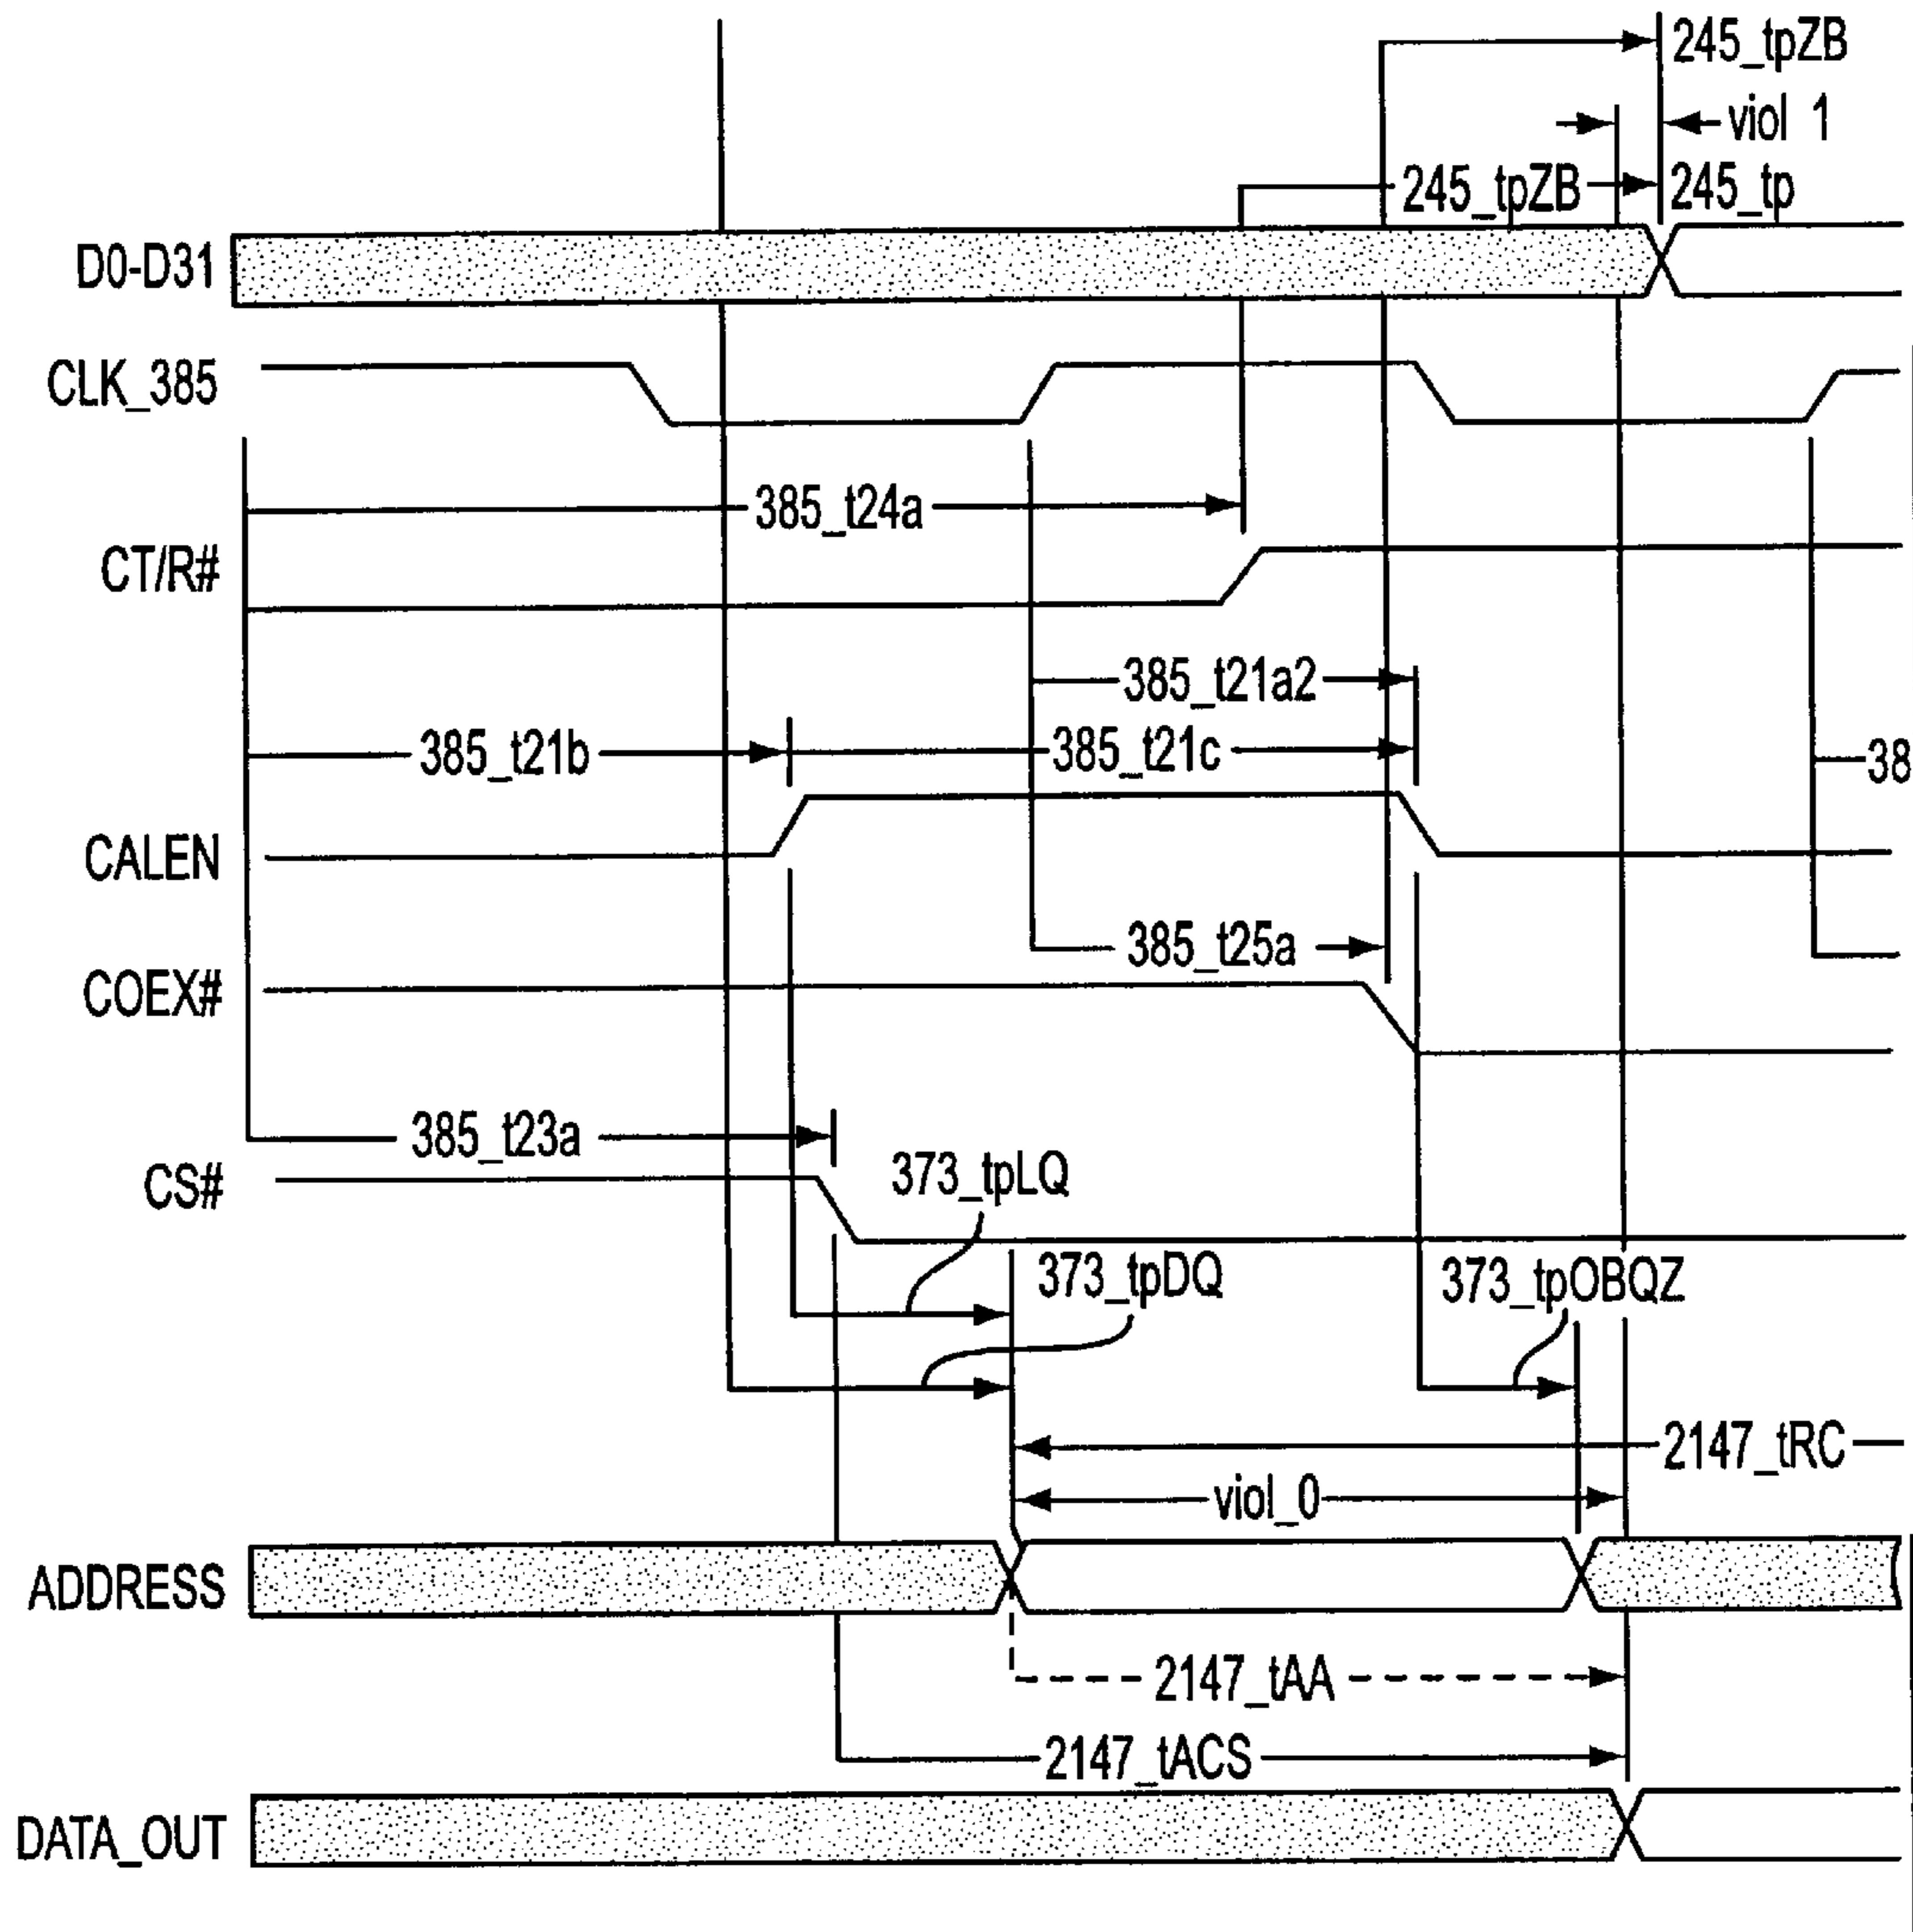 245_tpZB
viol 1
245_tpZB 245_tp
D0-D31
CLK_385
385_t24a
CT/R#
385_t21a2
385_t21b 385_t21c 38
CALEN
385_t25a
COEX#
385_t23a
373_tpLQ
CS#
373_tpDQ 373_tpOBQZ
2147_tRC
viol_0
ADDRESS
2147_tAA
2147_tACS
DATA_OUT